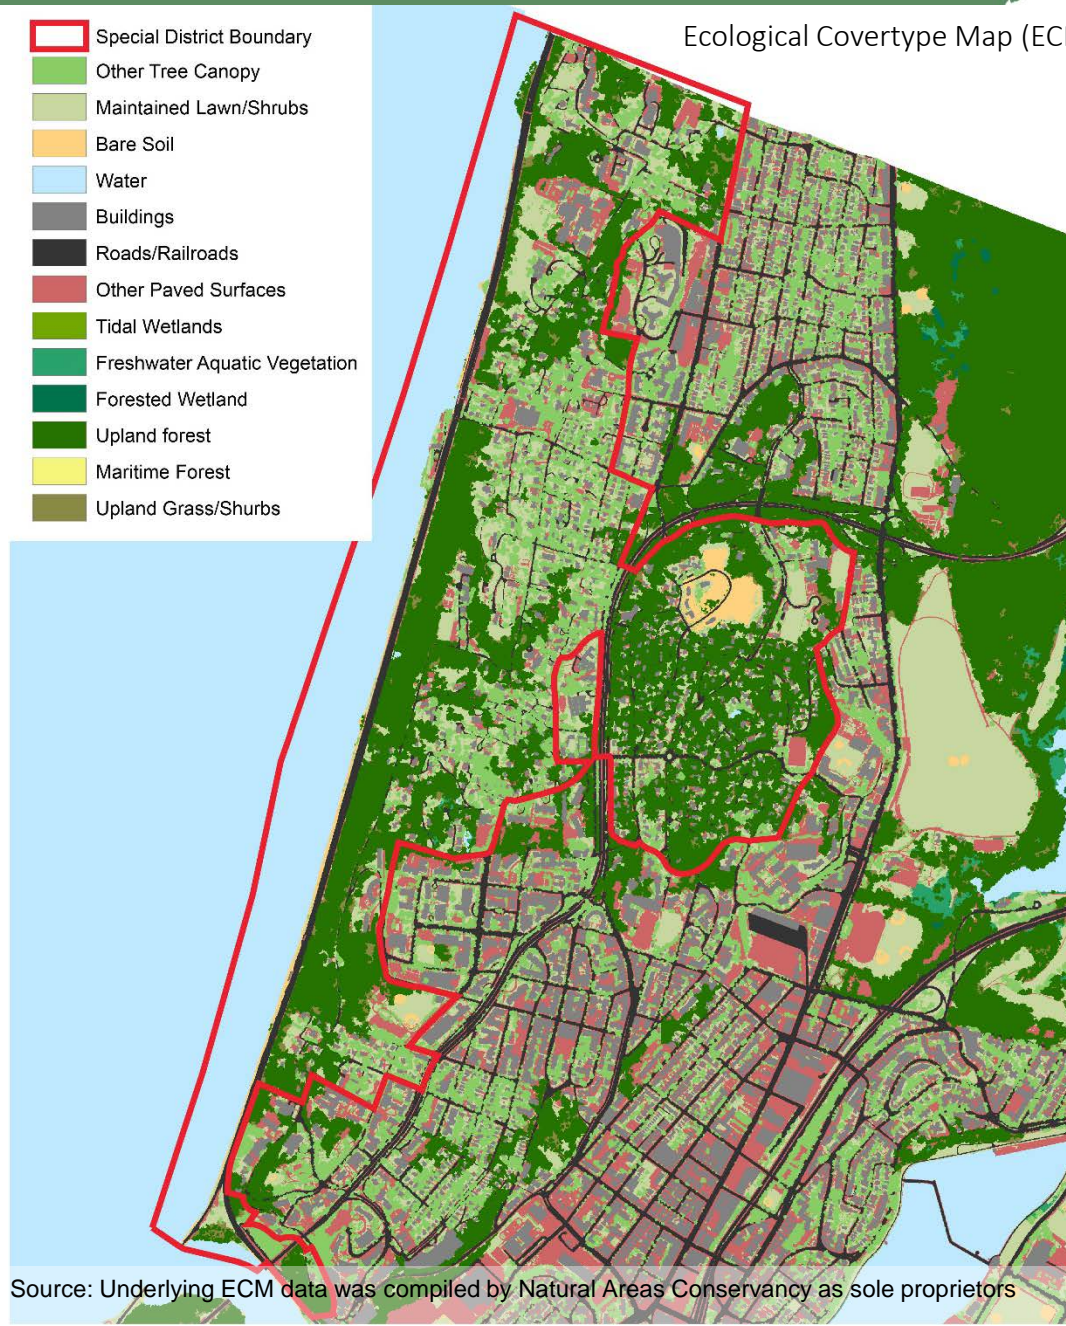 Ecological Covertype Map (EC
Special District Boundary
Other Tree Canopy
Maintained Lawn/Shrubs
Bare Soil
Water
Buildings
Roads/Railroads
Other Paved Surfaces
Tidal Wetlands
Freshwater Aquatic Vegetation
Forested Wetland
Upland forest
Maritime Forest
Upland Grass/Shurbs
Source: Underlying ECM data was compiled by Natural Areas Conservancy as sole proprietors